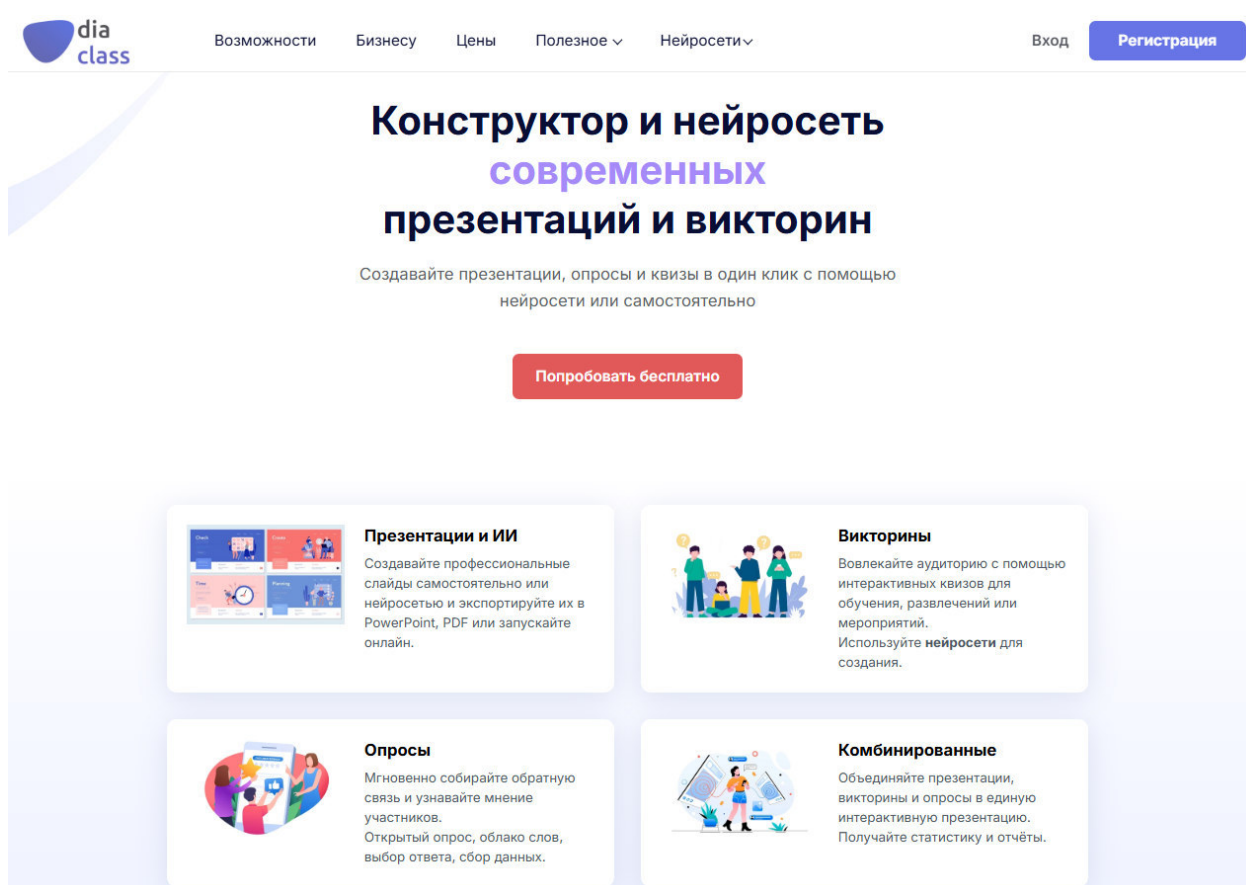 dia
class
Возможности
Бизнесу
Цены
Полезное
Нейросети
Вход
Регистрация
Конструктор и нейросеть
современных
презентаций и викторин
Создавайте презентации, опросы и квизы в один клик с помощью
нейросети или самостоятельно
Попробовать бесплатно
Презентации и ИИ
Создавайте профессиональные
слайды самостоятельно или
нейросетью и экспортируйте их в
PowerPoint, PDF или запускайте
онлайн.
Викторины
Вовлекайте аудиторию с помощью
интерактивных квизов для
обучения, развлечений или
мероприятий.
Используйте нейросети для
создания.
Опросы
Мгновенно собирайте обратную
связь и узнавайте мнение
участников.
Открытый опрос, облако слов,
выбор ответа, сбор данных.
Комбинированные
Объединяйте презентации,
викторины и опросы в единую
интерактивную презентацию.
Получайте статистику и отчёты.